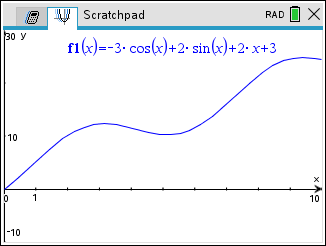 Scratchpad
RAD
30 y
f1(x)=-3· cos(x)+2· sin(x)+2· x+3
10
x
0 1 10
-10